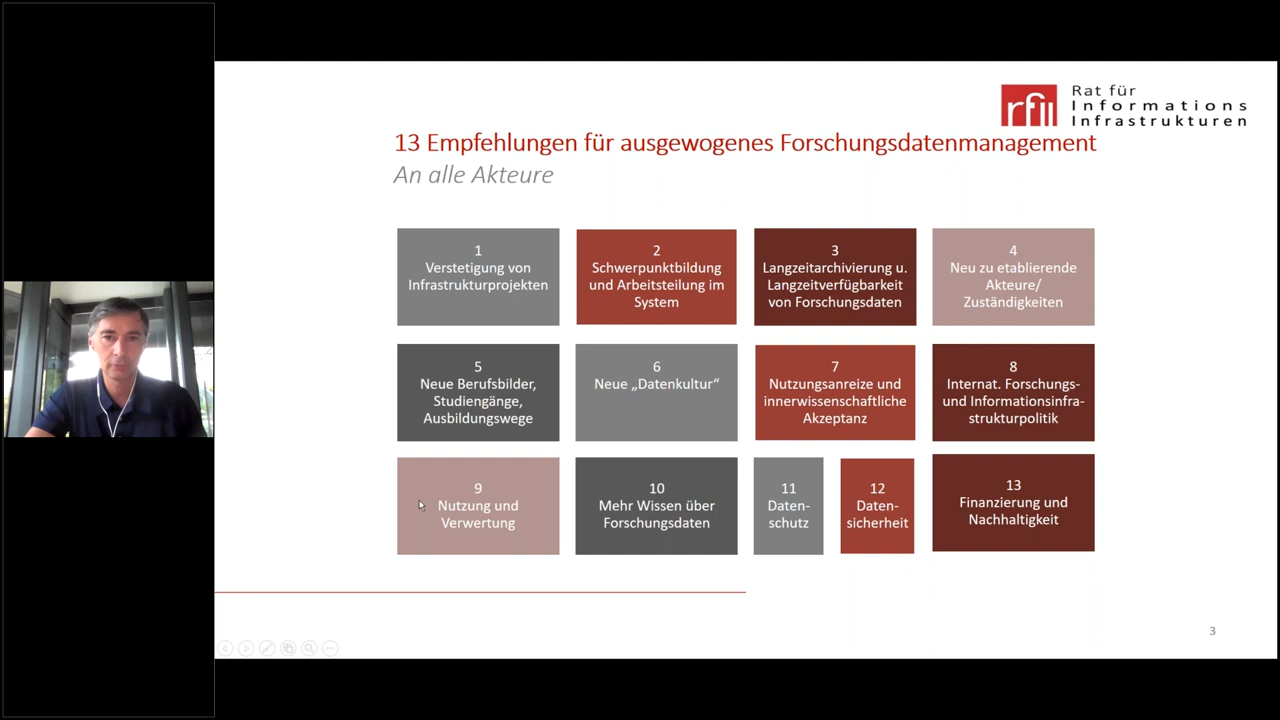 rfii
Rat für
Informations
Infrastrukturen
13 Empfehlungen für ausgewogenes Forschungsdatenmanagement
An alle Akteure
1
Verstetigung von
Infrastrukturprojekten
2
Schwerpunktbildung
und Arbeitsteilung im
System
3
Langzeitarchivierung u.
Langzeitverfügbarkeit
von Forschungsdaten
4
Neu zu etablierende
Akteure/
Zuständigkeiten
5
Neue Berufsbilder,
Studiengänge,
Ausbildungswege
6
Neue „Datenkultur“
7
Nutzungsanreize und
innerwissenschaftliche
Akzeptanz
8
Internat. Forschungs-
und Informationsinfra-
strukturpolitik
9
Nutzung und
Verwertung
10
Mehr Wissen über
Forschungsdaten
11
Daten-
schutz
12
Daten-
sicherheit
13
Finanzierung und
Nachhaltigkeit
3